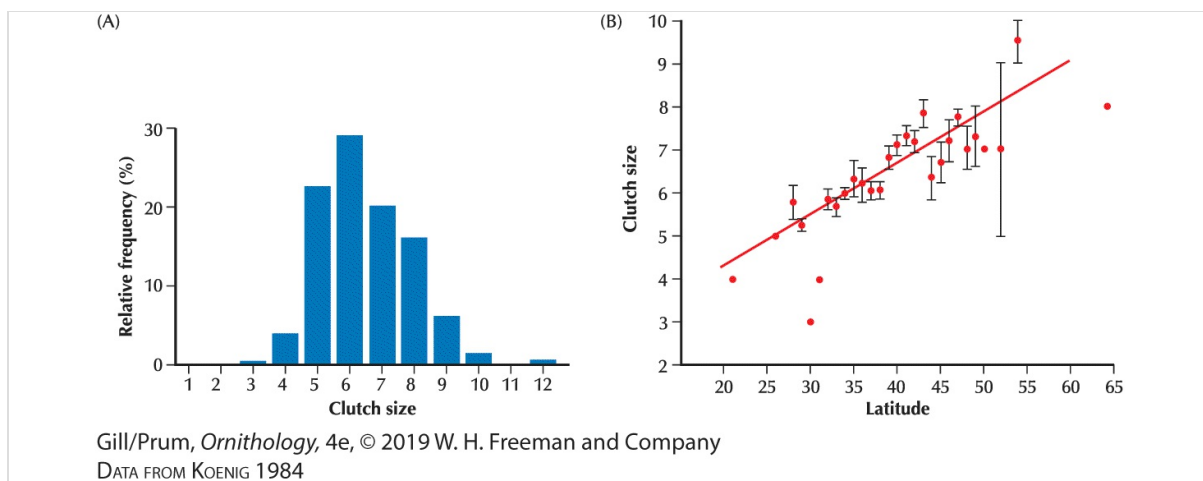 (A)
30
20
10
0
Relative frequency (%)
1 2 3 4 5 6 7 8 9 10 11 12
Clutch size
(B)
10
9
8
7
6
5
4
3
2
Clutch size
20 25 30 35 40 45 50 55 60 65
Latitude
Gill/Prum, Ornithology, 4e, © 2019 W. H. Freeman and Company
DATA FROM KOENIG 1984